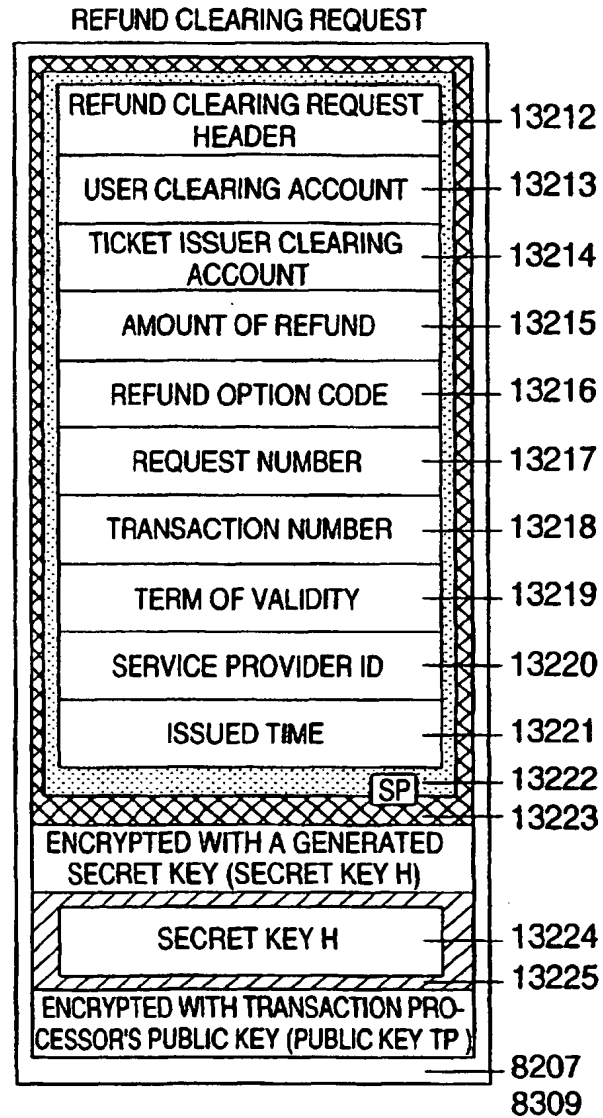 REFUND CLEARING REQUEST
REFUND CLEARING REQUEST
HEADER
13212
USER CLEARING ACCOUNT
13213
TICKET ISSUER CLEARING
ACCOUNT
13214
AMOUNT OF REFUND
13215
REFUND OPTION CODE
13216
REQUEST NUMBER
13217
TRANSACTION NUMBER
13218
TERM OF VALIDITY
13219
SERVICE PROVIDER ID
13220
ISSUED TIME
13221
SP
13222
13223
ENCRYPTED WITH A GENERATED
SECRET KEY (SECRET KEY H)
SECRET KEY H
13224
13225
ENCRYPTED WITH TRANSACTION PRO-
CESSOR'S PUBLIC KEY (PUBLIC KEY TP )
8207
8309